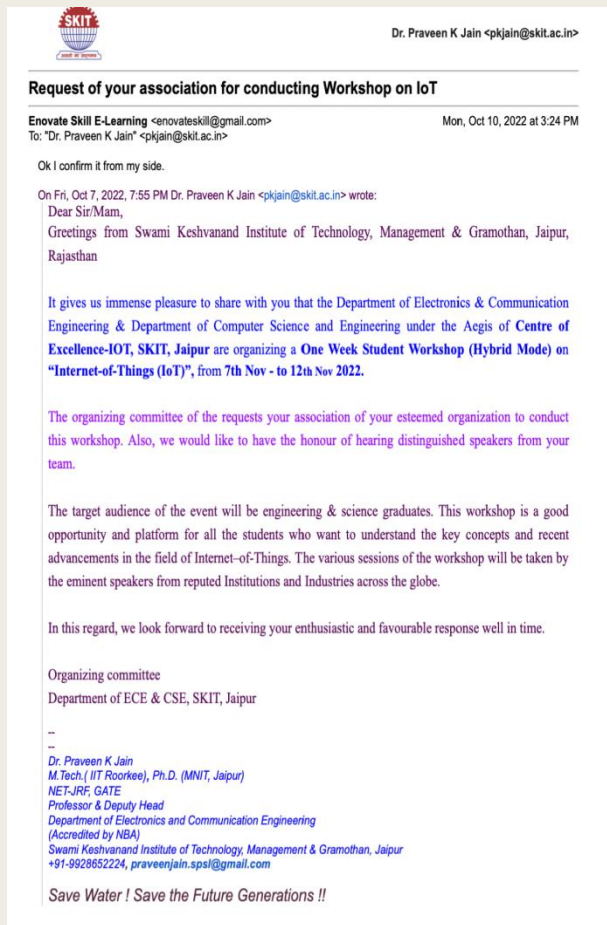 SKIT
Dr. Praveen K Jain <pkjain@skit.ac.in>
Request of your association for conducting Workshop on IoT
Enovate Skill E-Learning <enovateskill@gmail.com> Mon, Oct 10, 2022 at 3:24 PM
To: "Dr. Praveen K Jain" <pkjain@skit.ac.in>
Ok I confirm it from my side.
On Fri, Oct 7, 2022, 7:55 PM Dr. Praveen K Jain <pkjain@skit.ac.in> wrote:
Dear Sir/Mam,
Greetings from Swami Keshvanand Institute of Technology, Management & Gramothan, Jaipur,
Rajasthan
It gives us immense pleasure to share with you that the Department of Electronics & Communication
Engineering & Department of Computer Science and Engineering under the Aegis of Centre of
Excellence-IOT, SKIT, Jaipur are organizing a One Week Student Workshop (Hybrid Mode) on
“Internet-of-Things (IoT)”, from 7th Nov - to 12th Nov 2022.
The organizing committee of the requests your association of your esteemed organization to conduct
this workshop. Also, we would like to have the honour of hearing distinguished speakers from your
team.
The target audience of the event will be engineering & science graduates. This workshop is a good
opportunity and platform for all the students who want to understand the key concepts and recent
advancements in the field of Internet–of-Things. The various sessions of the workshop will be taken by
the eminent speakers from reputed Institutions and Industries across the globe.
In this regard, we look forward to receiving your enthusiastic and favourable response well in time.
Organizing committee
Department of ECE & CSE, SKIT, Jaipur
--
--
Dr. Praveen K Jain
M.Tech.( IIT Roorkee), Ph.D. (MNIT, Jaipur)
NET-JRF, GATE
Professor & Deputy Head
Department of Electronics and Communication Engineering
(Accredited by NBA)
Swami Keshvanand Institute of Technology, Management & Gramothan, Jaipur
+91-9928652224, praveenjain.spsl@gmail.com
Save Water ! Save the Future Generations !!